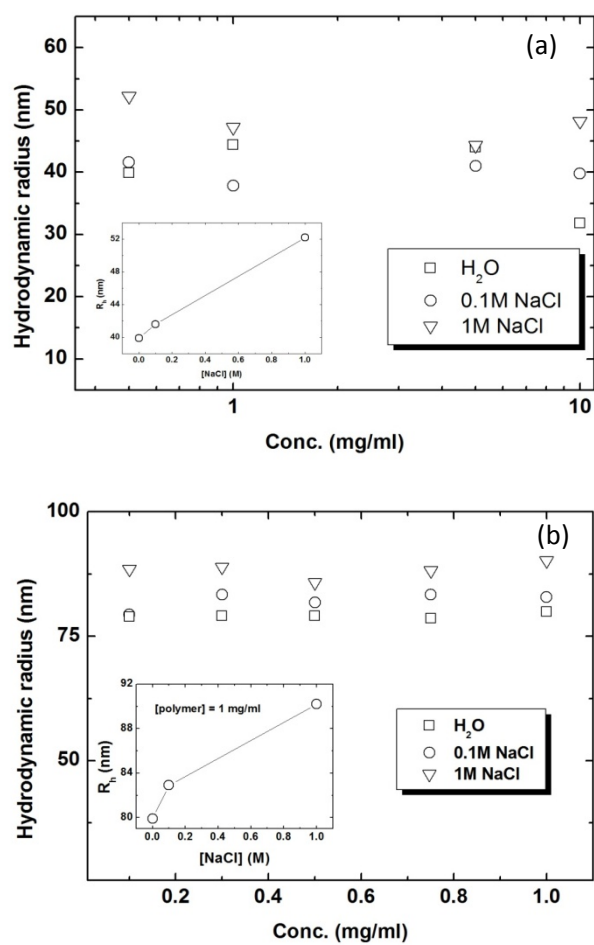 (a)
60
50
40
30
20
10
Hydrodynamic radius (nm)
52
48
44
40
R_h (nm)
0.0 0.2 0.4 0.6 0.8 1.0
[NaCl] (M)
H₂O
0.1M NaCl
1M NaCl
1 10
Conc. (mg/ml)
(b)
100
75
50
Hydrodynamic radius (nm)
92
88
84
80
R_h (nm)
[polymer] = 1 mg/ml
0.0 0.2 0.4 0.6 0.8 1.0
[NaCl] (M)
H₂O
0.1M NaCl
1M NaCl
0.2 0.4 0.6 0.8 1.0
Conc. (mg/ml)